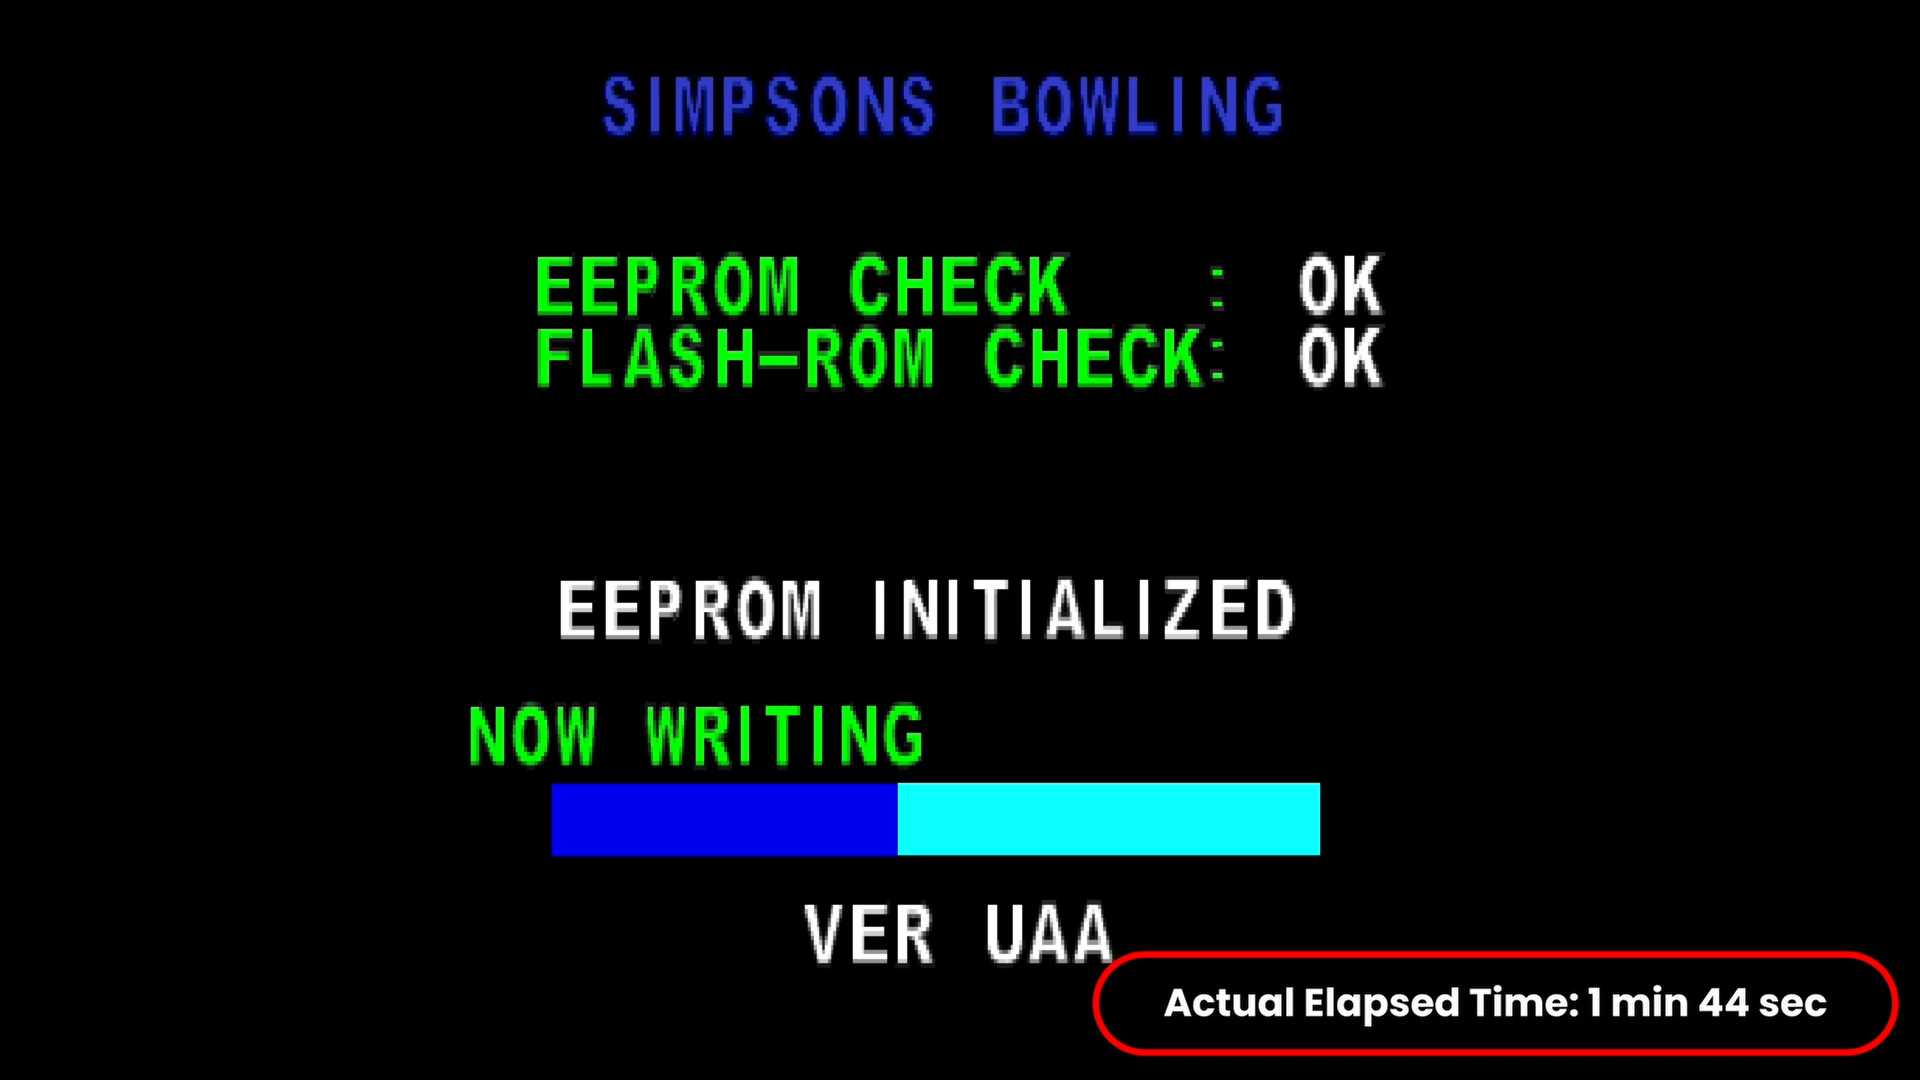 SIMPSONS BOWLING
EEPROM CHECK : OK
FLASH-ROM CHECK: OK
EEPROM INITIALIZED
NOW WRITING
VER UAA
Actual Elapsed Time: 1 min 44 sec